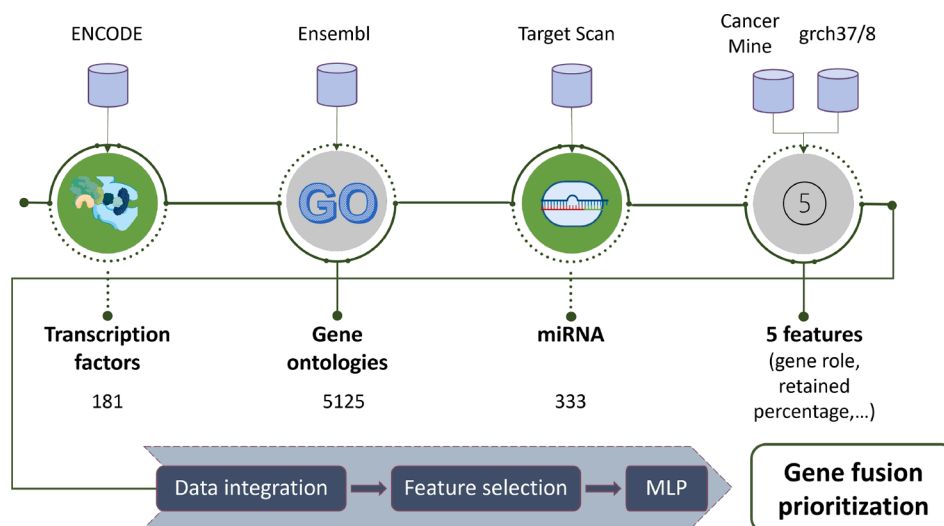 ENCODE
Ensembl
Target Scan
Cancer
Mine
grch37/8
GO
5
Transcription
factors
181
Gene
ontologies
5125
miRNA
333
5 features
(gene role,
retained
percentage,...)
Data integration
Feature selection
MLP
Gene fusion
prioritization